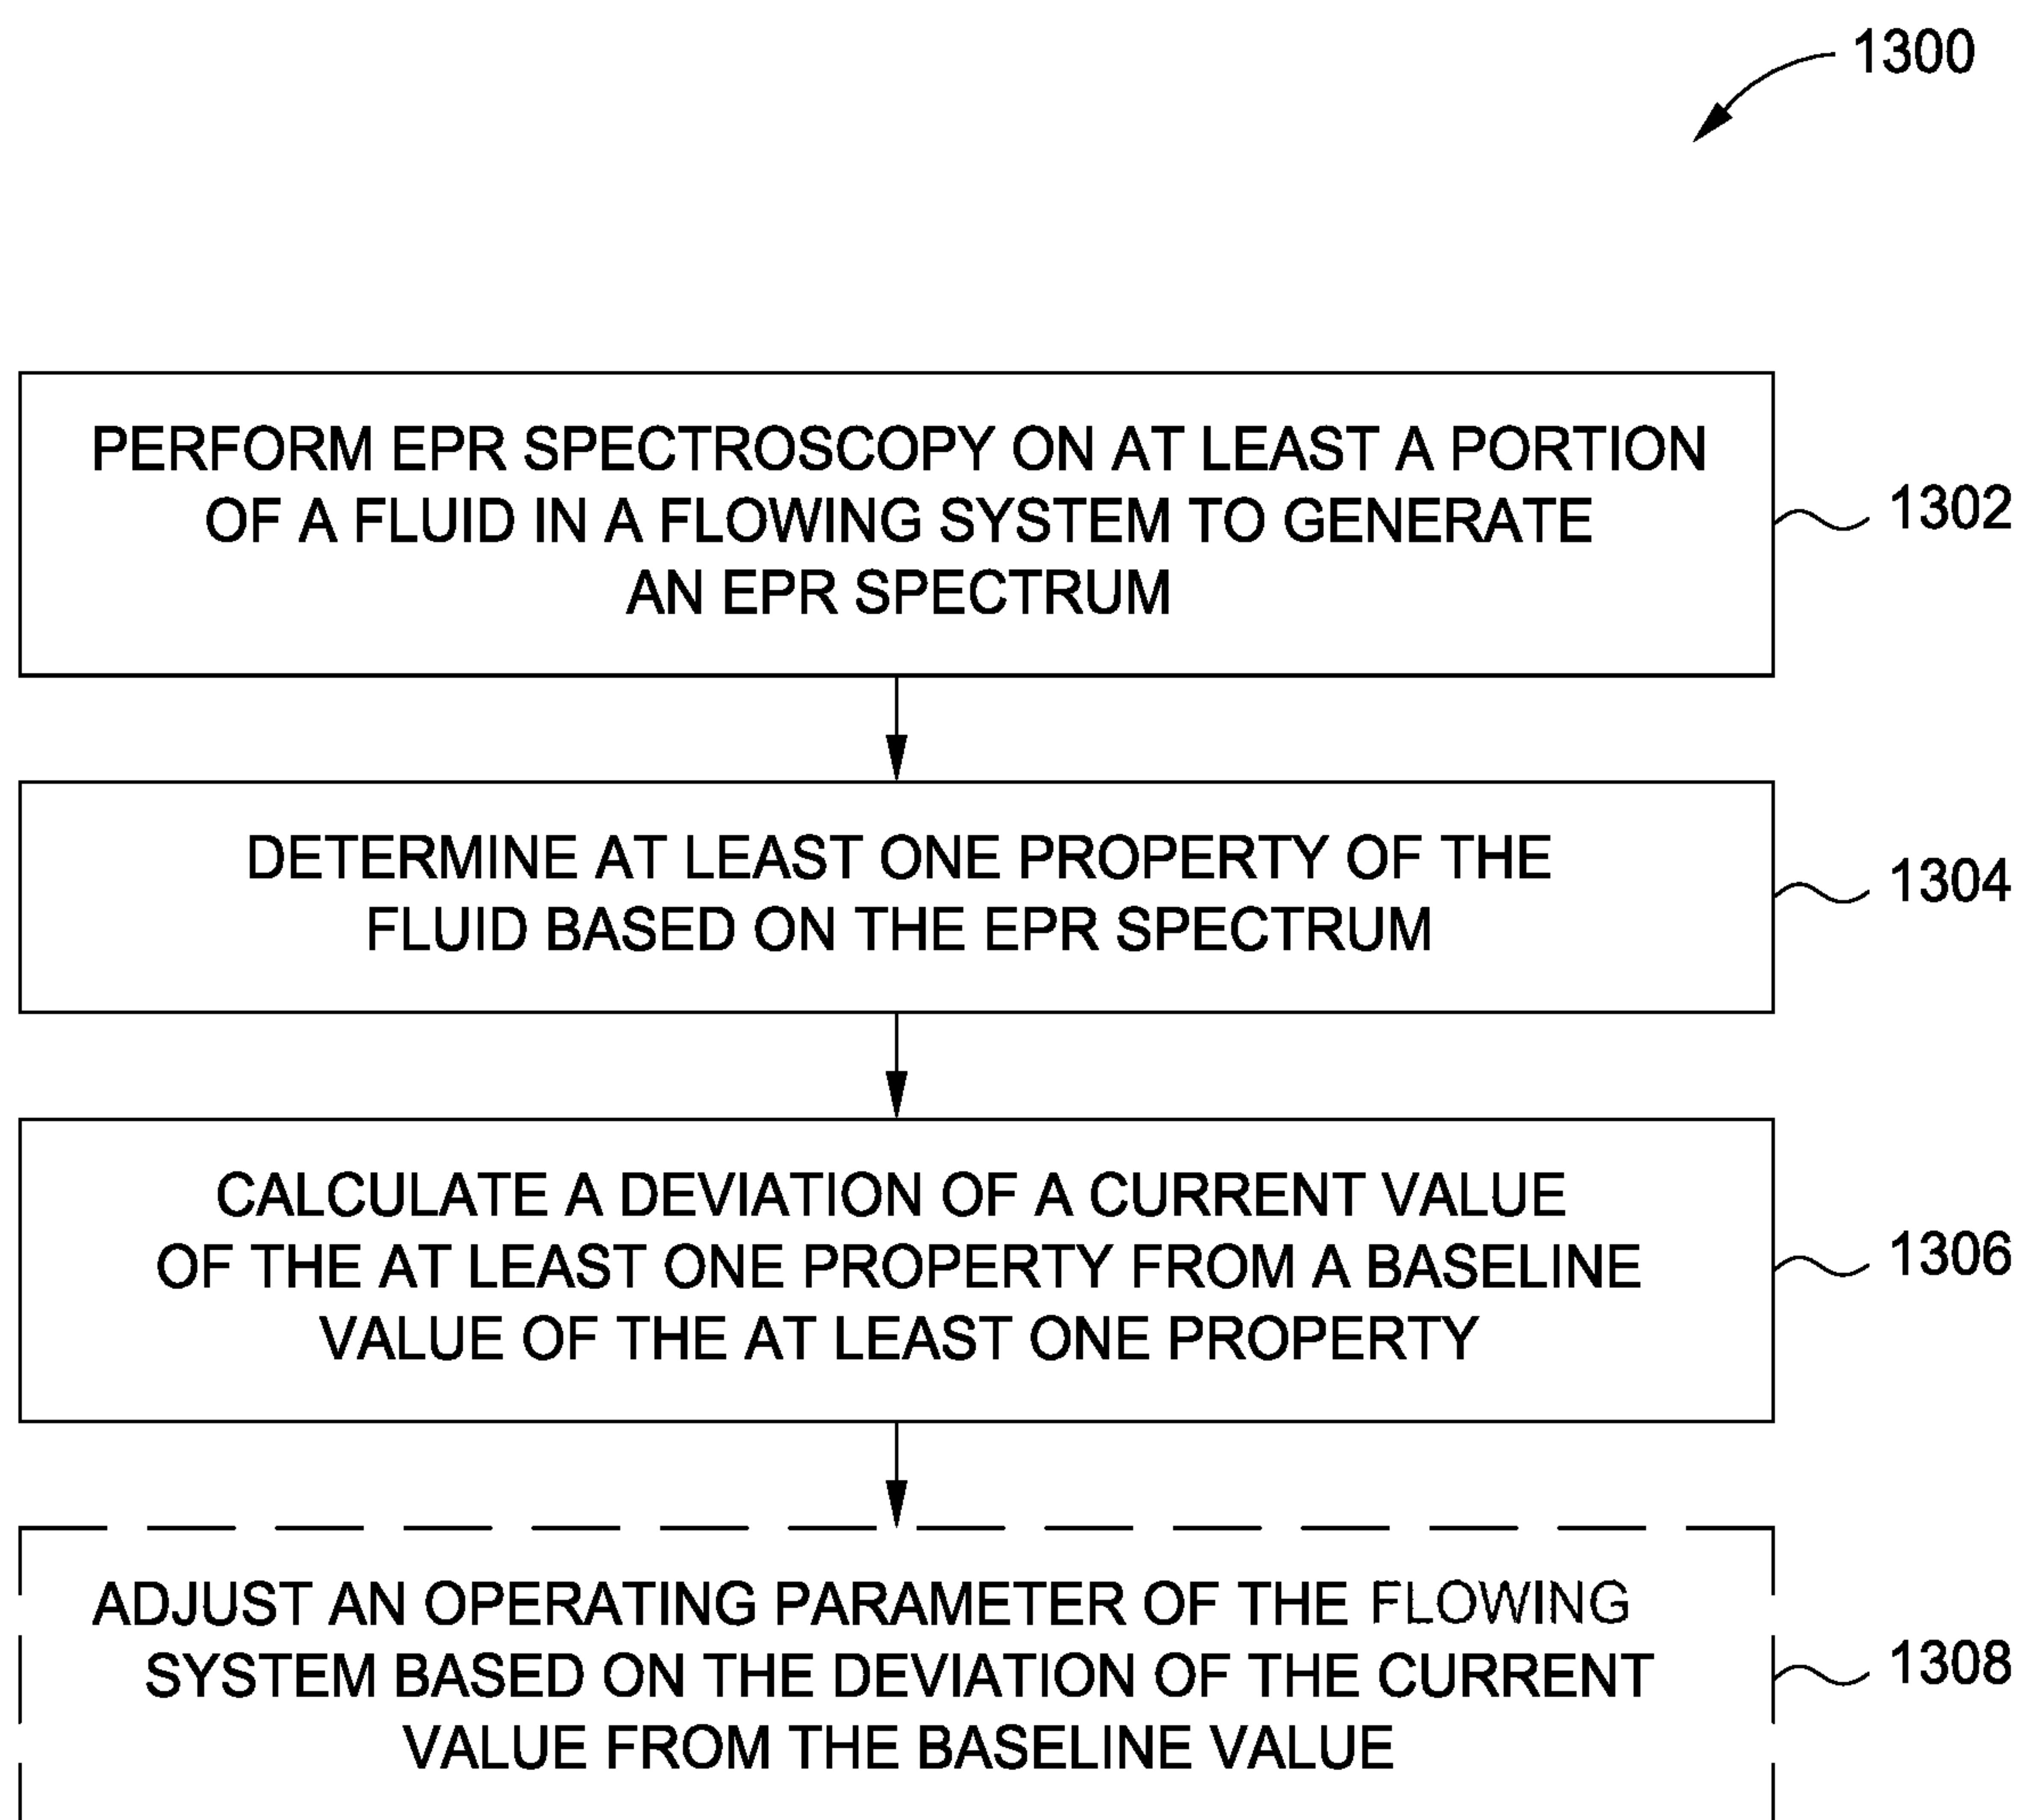 1300
PERFORM EPR SPECTROSCOPY ON AT LEAST A PORTION
OF A FLUID IN A FLOWING SYSTEM TO GENERATE
AN EPR SPECTRUM
1302
DETERMINE AT LEAST ONE PROPERTY OF THE
FLUID BASED ON THE EPR SPECTRUM
1304
CALCULATE A DEVIATION OF A CURRENT VALUE
OF THE AT LEAST ONE PROPERTY FROM A BASELINE
VALUE OF THE AT LEAST ONE PROPERTY
1306
ADJUST AN OPERATING PARAMETER OF THE FLOWING
SYSTEM BASED ON THE DEVIATION OF THE CURRENT
VALUE FROM THE BASELINE VALUE
1308